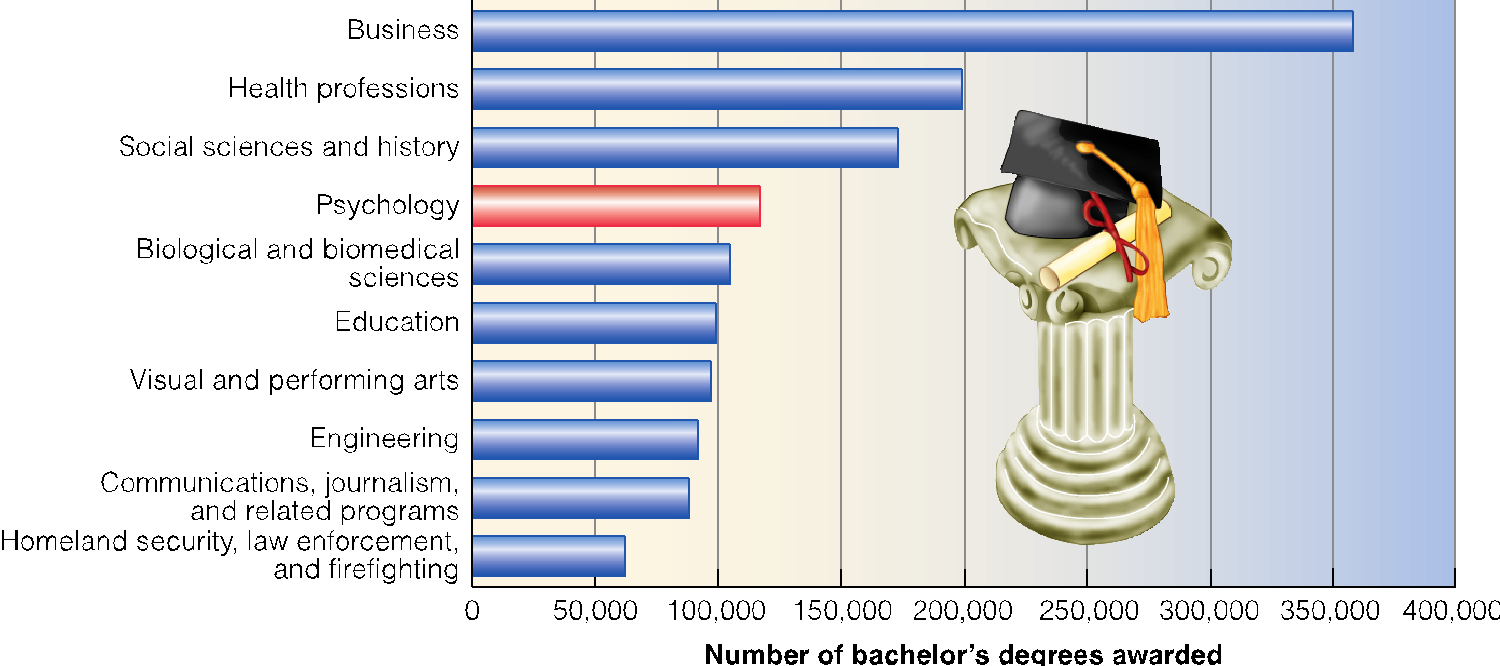 Business
Health professions
Social sciences and history
Psychology
Biological and biomedical
sciences
Education
Visual and performing arts
Engineering
Communications, journalism,
and related programs
Homeland security, law enforcement,
and firefighting
0 50,000 100,000 150,000 200,000 250,000 300,000 350,000 400,000
Number of bachelor's degrees awarded